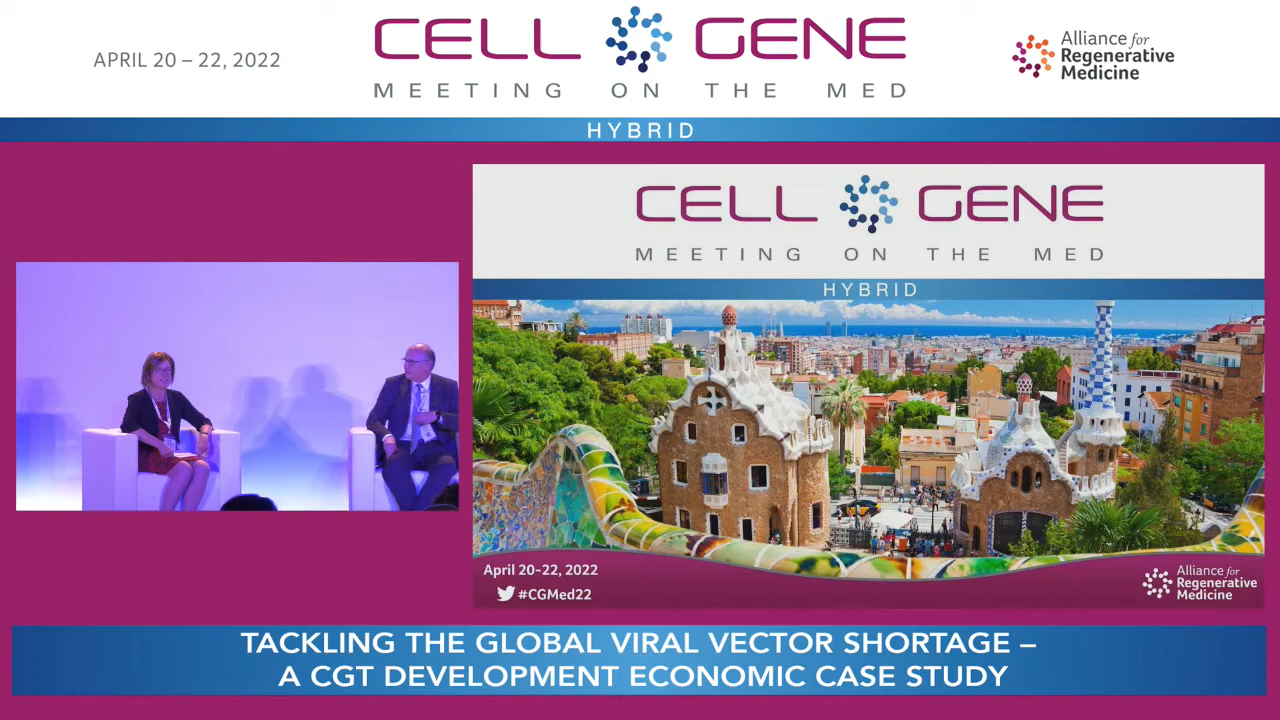 APRIL 20 – 22, 2022
CELL GENE
MEETING ON THE MED
Alliance for
Regenerative
Medicine
HYBRID
CELL GENE
MEETING ON THE MED
HYBRID
April 20-22, 2022
#CGMed22
Alliance for
Regenerative
Medicine
TACKLING THE GLOBAL VIRAL VECTOR SHORTAGE –
A CGT DEVELOPMENT ECONOMIC CASE STUDY